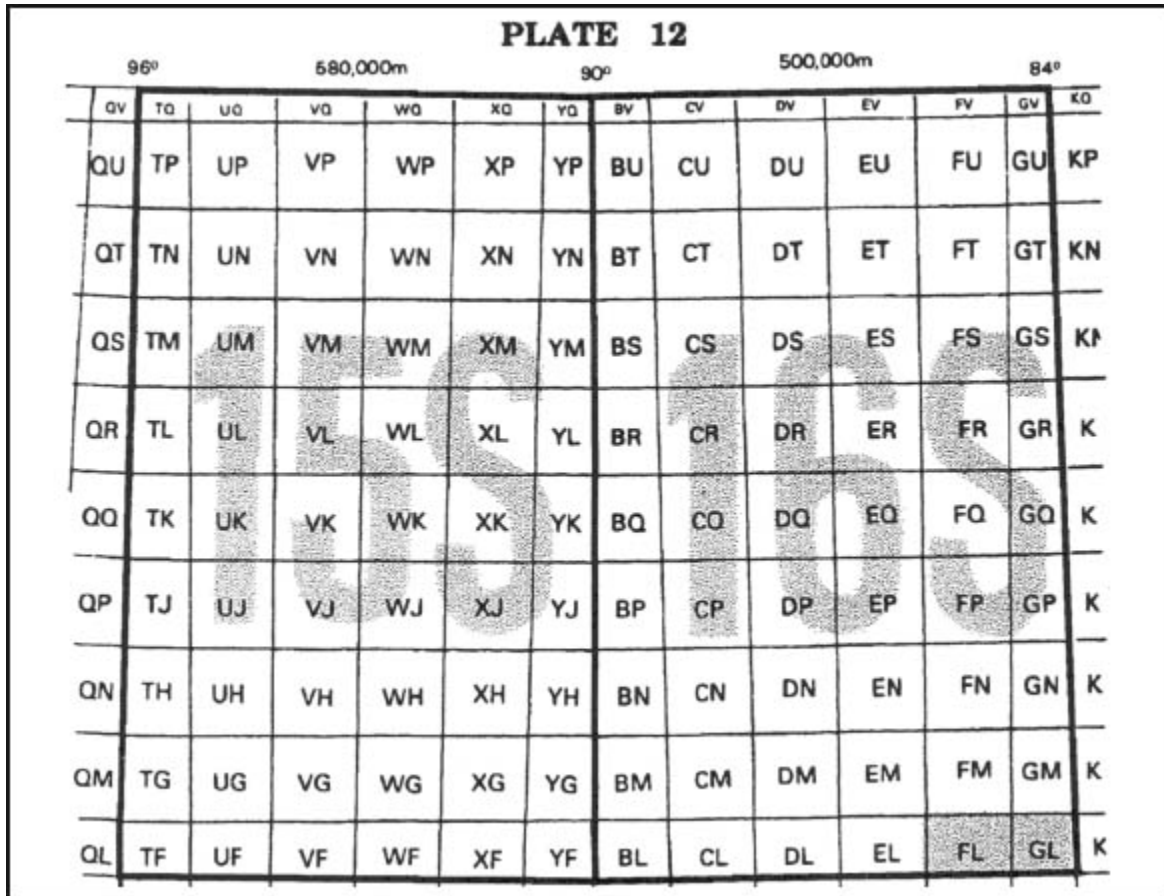 PLATE 12
96° 580,000m 90° 500,000m 84°
QV TQ UQ VQ WQ XQ YQ BV CV DV EV FV GV KQ
QU TP UP VP WP XP YP BU CU DU EU FU GU KP
QT TN UN VN WN XN YN BT CT DT ET FT GT KN
QS TM UM VM WM XM YM BS CS DS ES FS GS
15S 16S
QR TL UL VL WL XL YL BR CR DR ER FR GR K
QQ TK UK VK WK XK YK BQ CQ DQ EQ FQ GQ K
QP TJ UJ VJ WJ XJ YJ BP CP DP EP FP GP K
QN TH UH VH WH XH YH BN CN DN EN FN GN K
QM TG UG VG WG XG YG BM CM DM EM FM GM K
QL TF UF VF WF XF YF BL CL DL EL FL GL K